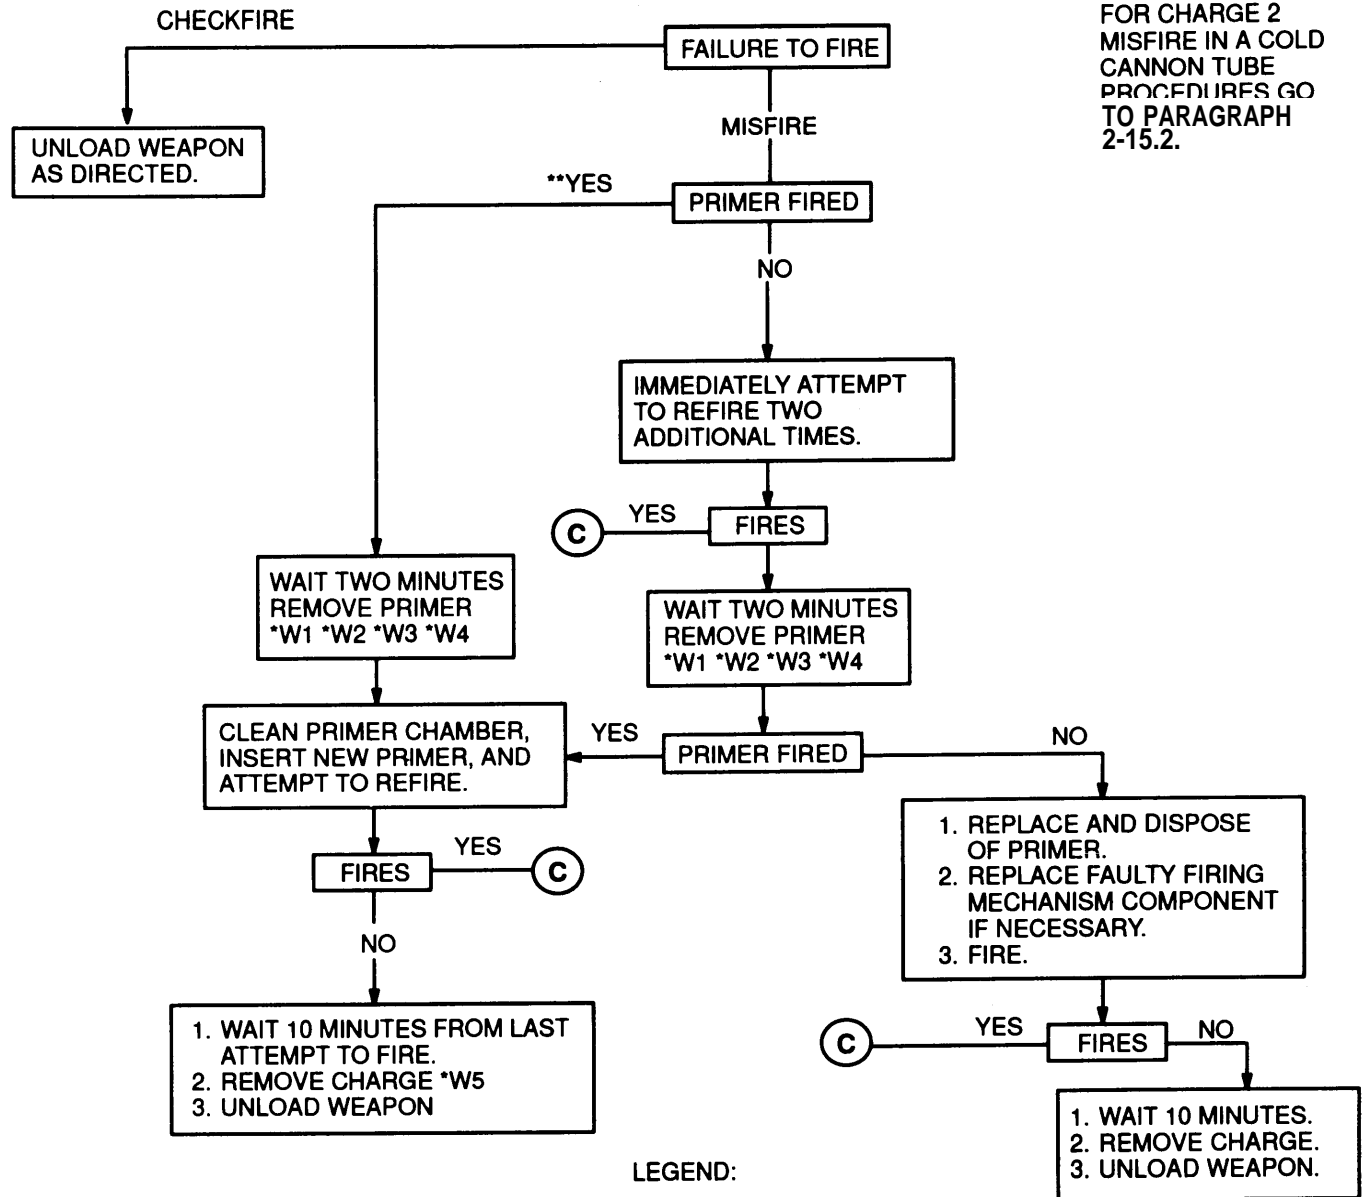 CHECKFIRE
FAILURE TO FIRE
FOR CHARGE 2
MISFIRE IN A COLD
CANNON TUBE
PROCEDURES GO
TO PARAGRAPH
2-15.2.
UNLOAD WEAPON
AS DIRECTED.
MISFIRE
**YES
PRIMER FIRED
NO
IMMEDIATELY ATTEMPT
TO REFIRE TWO
ADDITIONAL TIMES.
C
YES
FIRES
WAIT TWO MINUTES
REMOVE PRIMER
*W1 *W2 *W3 *W4
WAIT TWO MINUTES
REMOVE PRIMER
*W1 *W2 *W3 *W4
CLEAN PRIMER CHAMBER,
INSERT NEW PRIMER, AND
ATTEMPT TO REFIRE.
YES
PRIMER FIRED
NO
1. REPLACE AND DISPOSE
OF PRIMER.
2. REPLACE FAULTY FIRING
MECHANISM COMPONENT
IF NECESSARY.
3. FIRE.
FIRES
YES
C
NO
1. WAIT 10 MINUTES FROM LAST
ATTEMPT TO FIRE.
2. REMOVE CHARGE *W5
3. UNLOAD WEAPON
C
YES
FIRES
NO
1. WAIT 10 MINUTES.
2. REMOVE CHARGE.
3. UNLOAD WEAPON.
LEGEND: